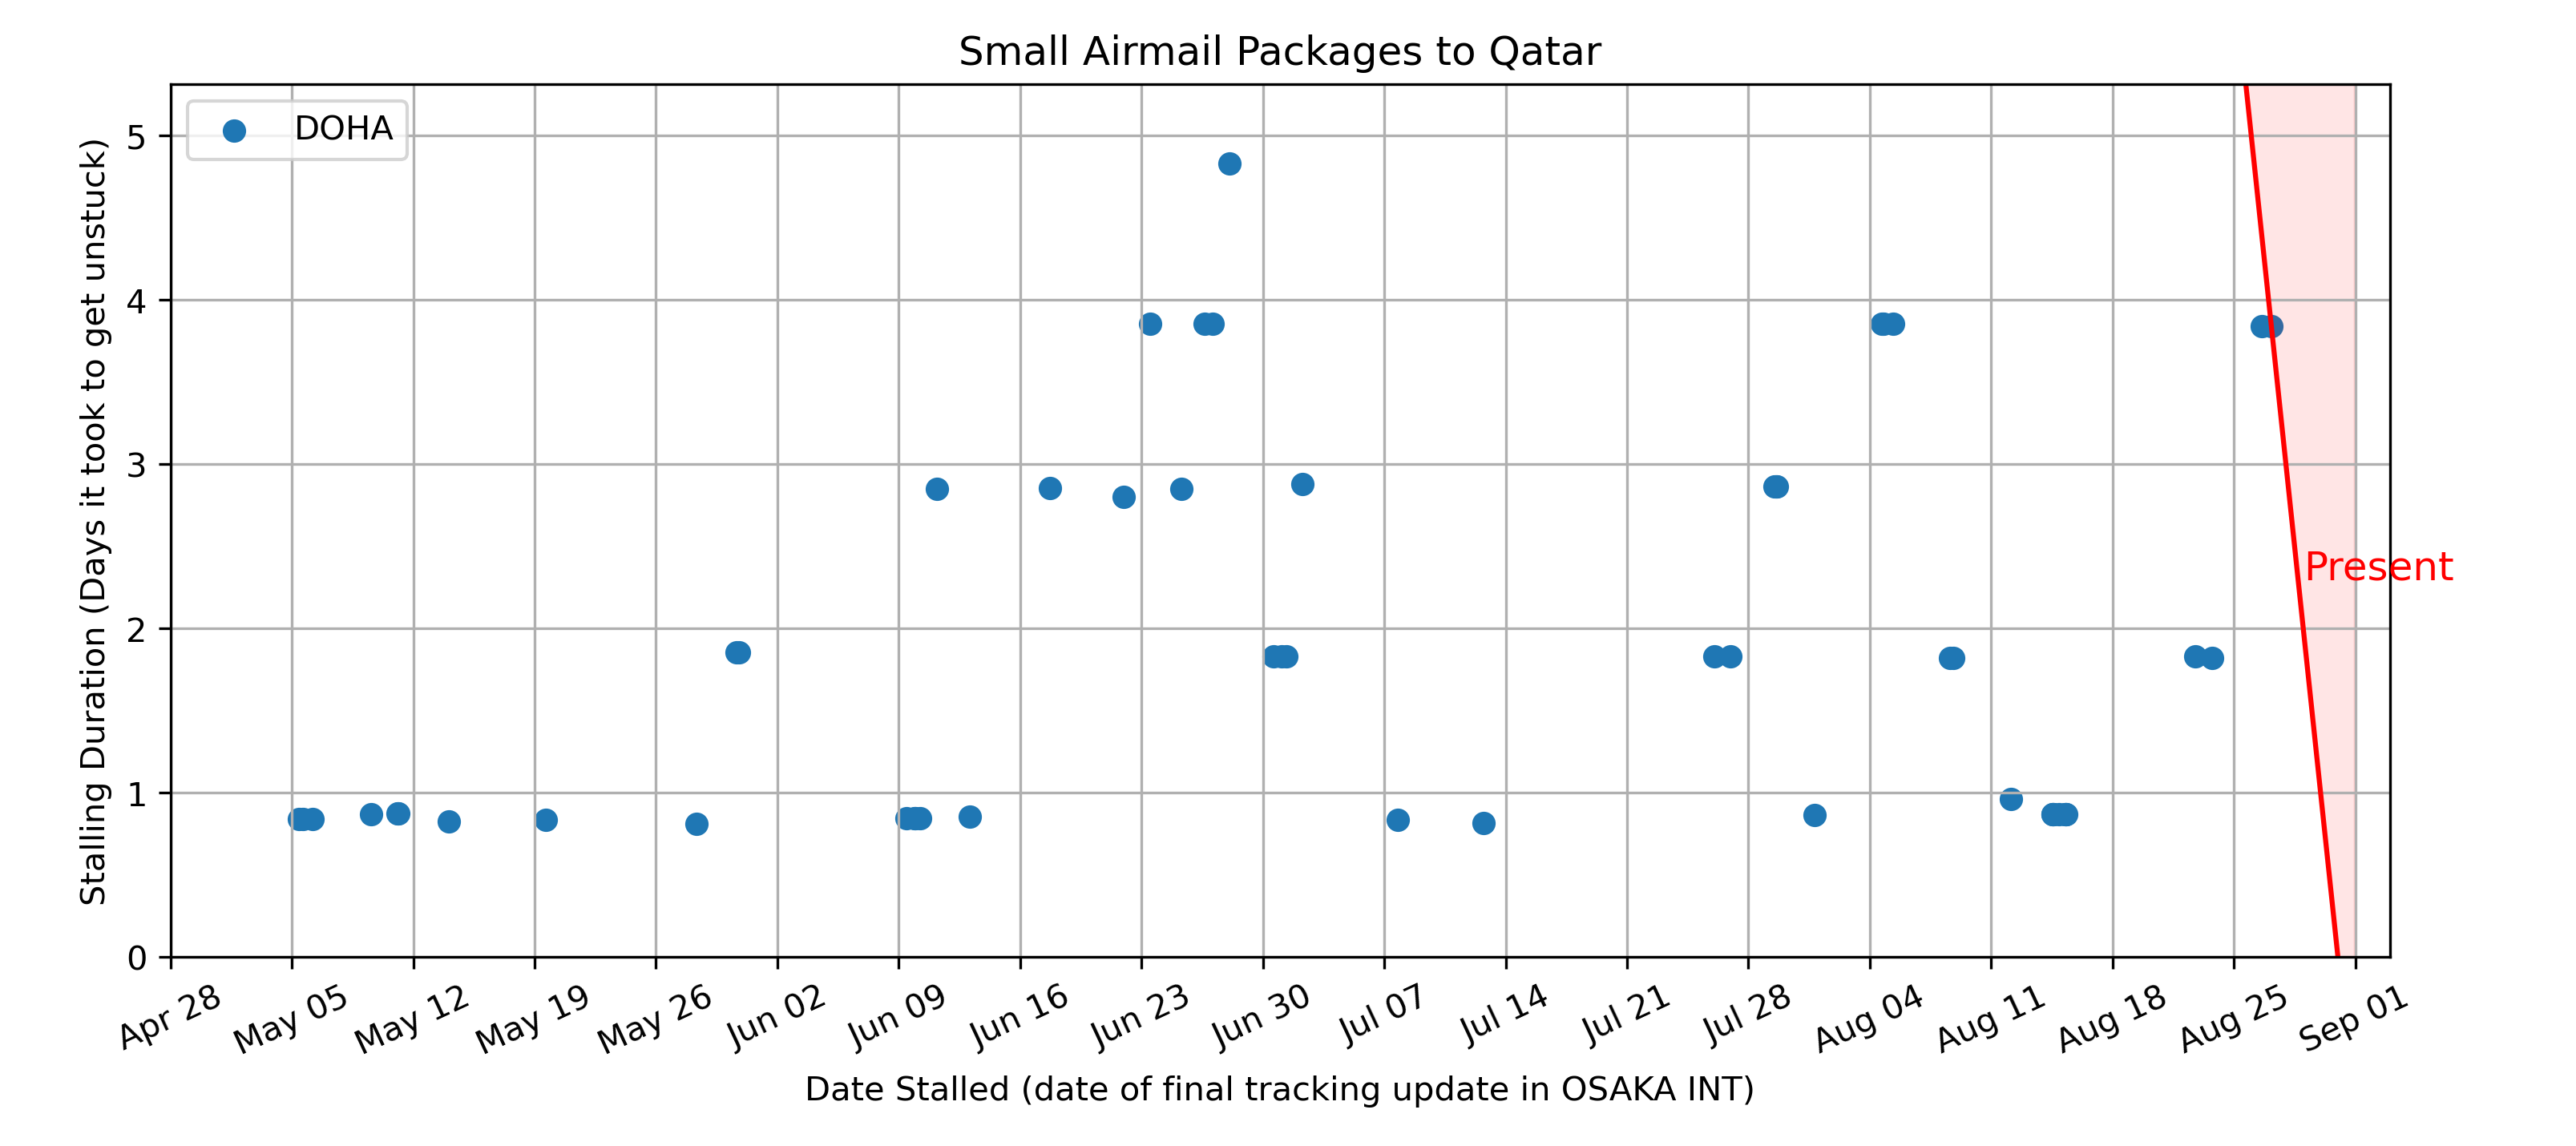 Small Airmail Packages to Qatar
DOHA
Stalling Duration (Days it took to get unstuck)
5
4
3
2
1
0
Present
Apr 28
May 05
May 12
May 19
May 26
Jun 02
Jun 09
Jun 16
Jun 23
Jun 30
Jul 07
Jul 14
Jul 21
Jul 28
Aug 04
Aug 11
Aug 18
Aug 25
Sep 01
Date Stalled (date of final tracking update in OSAKA INT)